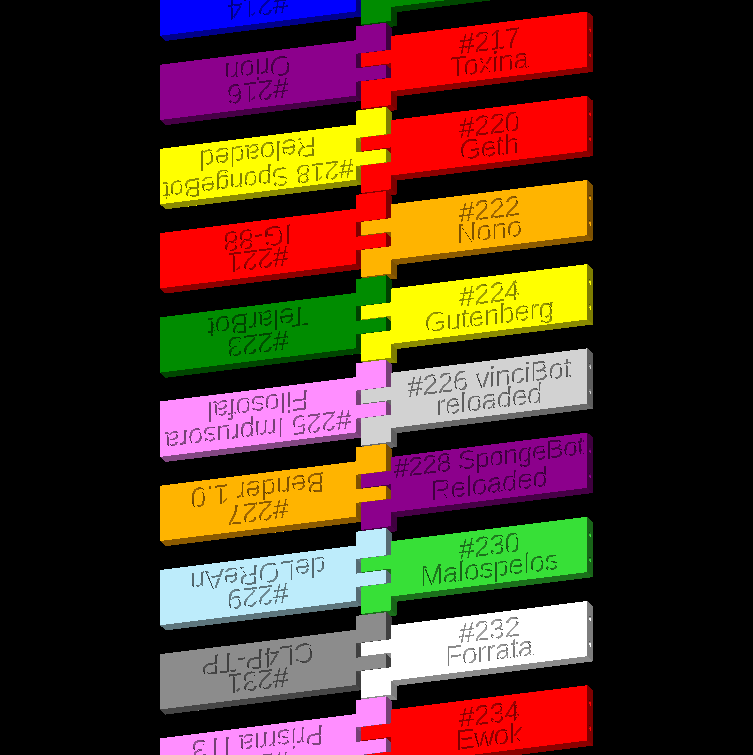 #214
#216
Orion
#217
Toxina
#218 SpongeBot
Reloaded
#220
Geth
#221
IG-88
#222
Nono
#223
TelarBot
#224
Gutenberg
#225 Imprusora
Filosofal
#226 vinciBot
reloaded
#227
Bender 1.0
#228 SpongeBot
Reloaded
#229
deLOReAn
#230
Malospelos
#231
CL4P-TP
#232
Forrata
Prisma IT3
#234
Ewok